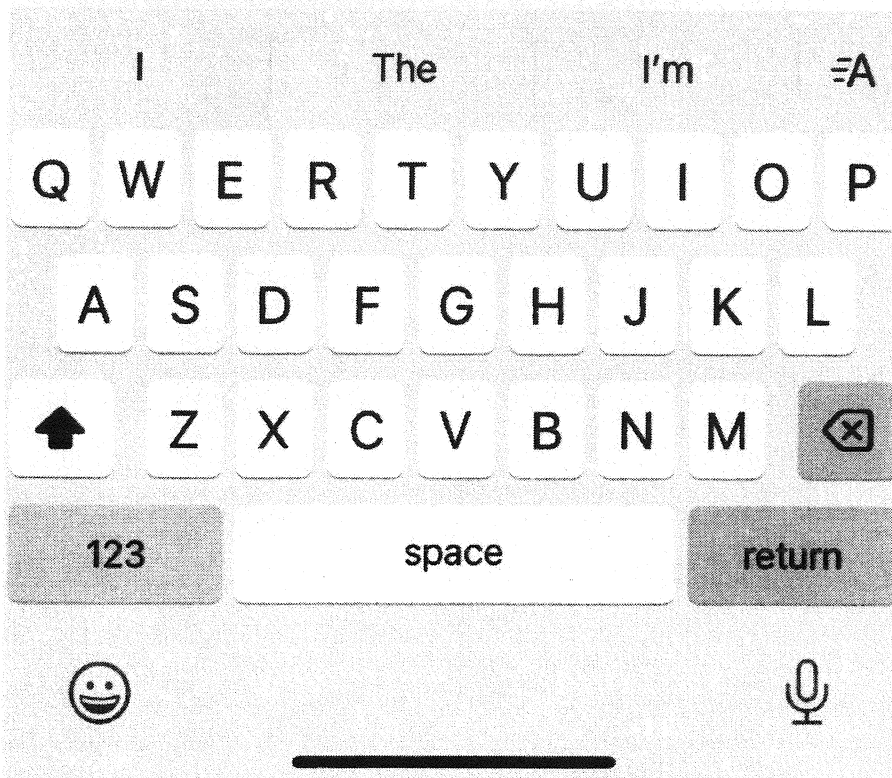 I The I'm A
Q W E R T Y U I O P
A S D F G H J K L
Z X C V B N M
123 space return